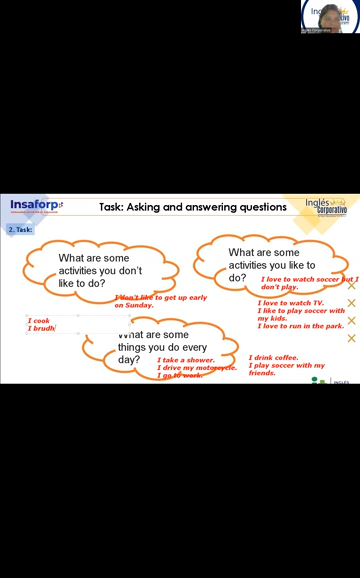 Insaforp
Task: Asking and answering questions
Inglés
Corporativo
2. Task:
What are some
activities you don't
like to do?
I don't like to get up early
on Sunday.
What are some
activities you like to
do?
I love to watch soccer but I
don't play.
I love to watch TV.
I like to play soccer with
my kids.
I love to run in the park.
I cook
I brudh
What are some
things you do every
day?
I take a shower.
I drive my motorcycle.
I go to work.
I drink coffee.
I play soccer with my
friends.
INGLÉS